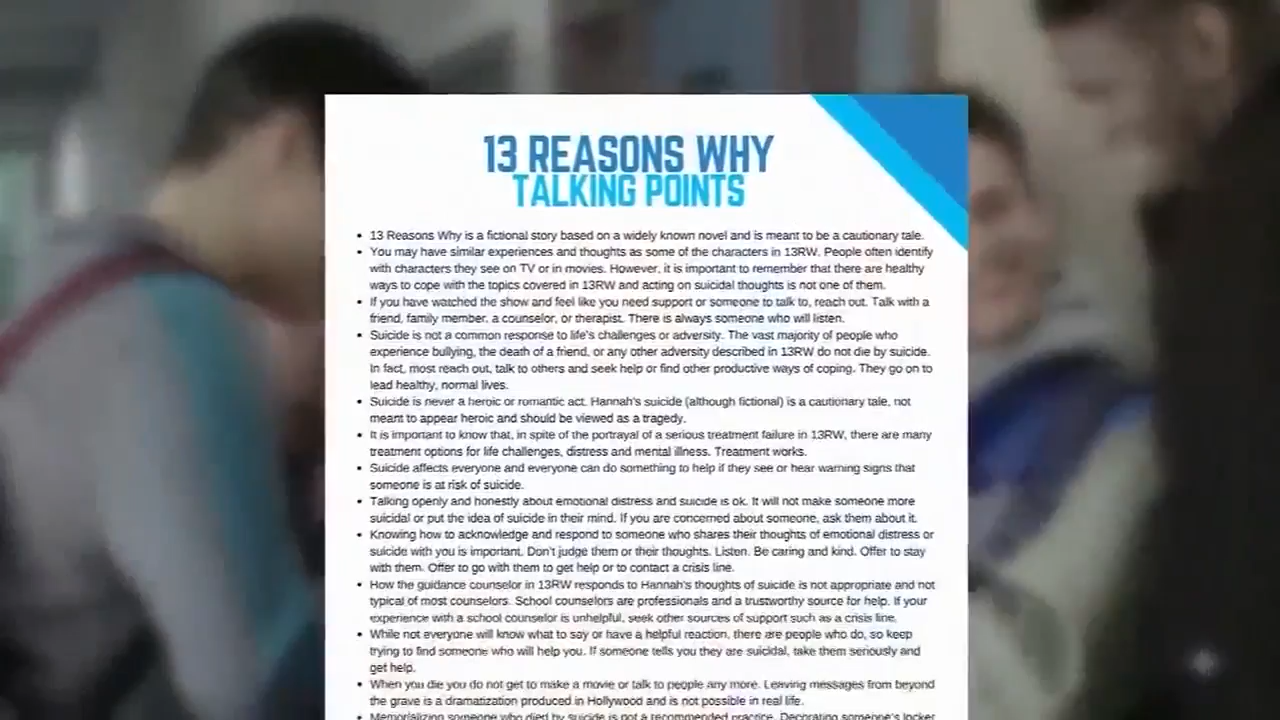 13 REASONS WHY
TALKING POINTS
• 13 Reasons Why is a fictional story based on a widely known novel and is meant to be a cautionary tale.
• You may have similar experiences and thoughts as some of the characters in 13RW. People often identify
with characters they see on TV or in movies. However, it is important to remember that there are healthy
ways to cope with the topics covered in 13RW and acting on suicidal thoughts is not one of them.
• If you have watched the show and feel like you need support or someone to talk to, reach out. Talk with a
friend, family member, a counselor, or therapist. There is always someone who will listen.
• Suicide is not a common response to life's challenges or adversity. The vast majority of people who
experience bullying, the death of a friend, or any other adversity described in 13RW do not die by suicide.
In fact, most reach out, talk to others and seek help or find other productive ways of coping. They go on to
lead healthy, normal lives.
• Suicide is never a heroic or romantic act. Hannah's suicide (although fictional) is a cautionary tale, not
meant to appear heroic and should be viewed as a tragedy.
• It is important to know that, in spite of the portrayal of a serious treatment failure in 13RW, there are many
treatment options for life challenges, distress and mental illness. Treatment works.
• Suicide affects everyone and everyone can do something to help if they see or hear warning signs that
someone is at risk of suicide.
• Talking openly and honestly about emotional distress and suicide is ok. It will not make someone more
suicidal or put the idea of suicide in their mind. If you are concerned about someone, ask them about it.
• Knowing how to acknowledge and respond to someone who shares their thoughts of emotional distress or
suicide with you is important. Don't judge them or their thoughts. Listen. Be caring and kind. Offer to stay
with them. Offer to go with them to get help or to contact a crisis line.
• How the guidance counselor in 13RW responds to Hannah's thoughts of suicide is not appropriate and not
typical of most counselors. School counselors are professionals and a trustworthy source for help. If your
experience with a school counselor is unhelpful, seek other sources of support such as a crisis line.
• While not everyone will know what to say or have a helpful reaction, there are people who do, so keep
trying to find someone who will help you. If someone tells you they are suicidal, take them seriously and
get help.
• When you die you do not get to make a movie or talk to people any more. Leaving messages from beyond
the grave is a dramatization produced in Hollywood and is not possible in real life.
• Memorializing someone who died by suicide is not a recommended practice. Decorating someone's locker